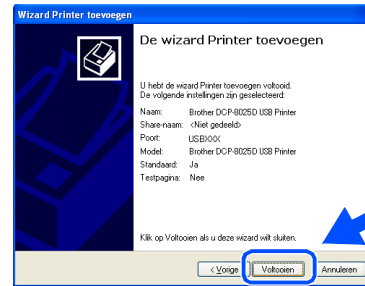 Wizard Printer toevoegen
De wizard Printer toevoegen
U hebt de wizard Printer toevoegen voltooid.
De volgende instellingen zijn geselecteerd:
Naam: Brother DCP-8025D USB Printer
Share-naam: <Niet gedeeld>
Poort: USBXXX
Model: Brother DCP-8025D USB Printer
Standaard: Ja
Testpagina: Nee
Klik op Voltooien als u deze wizard wilt sluiten.
< Vorige Voltooien Annuleren